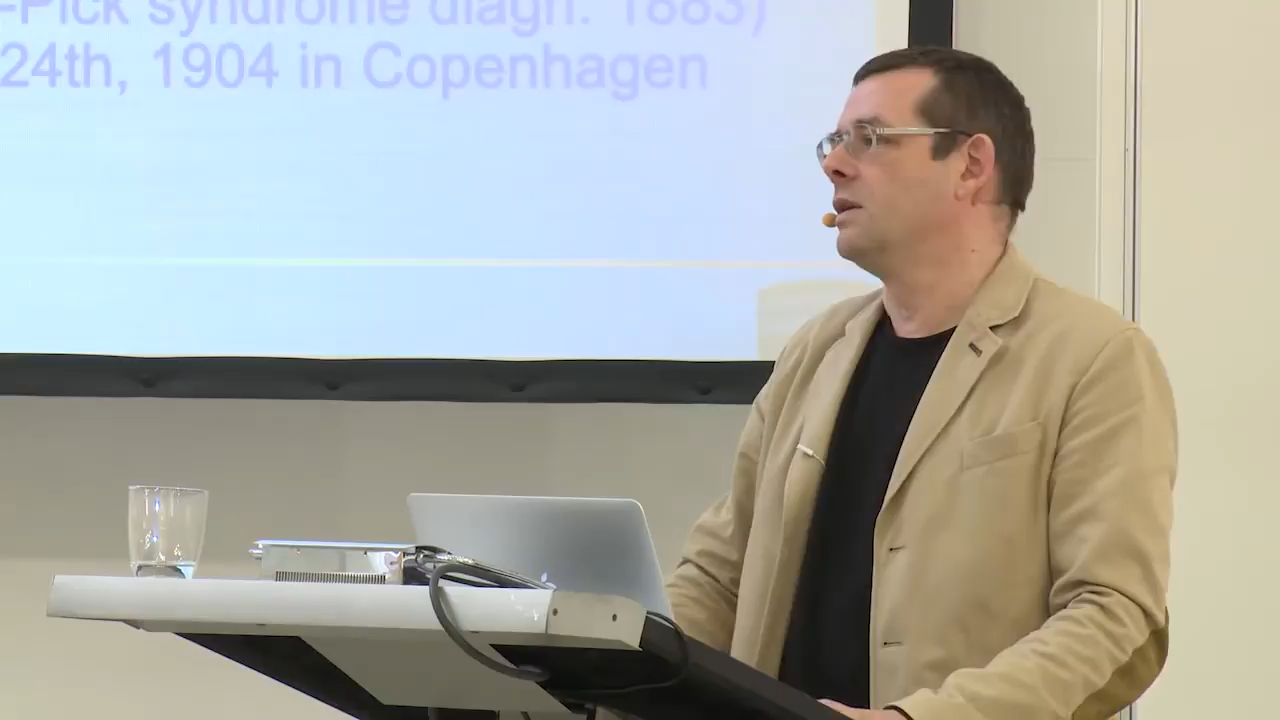 -Pick syndrome diagn. 1883)
24th, 1904 in Copenhagen